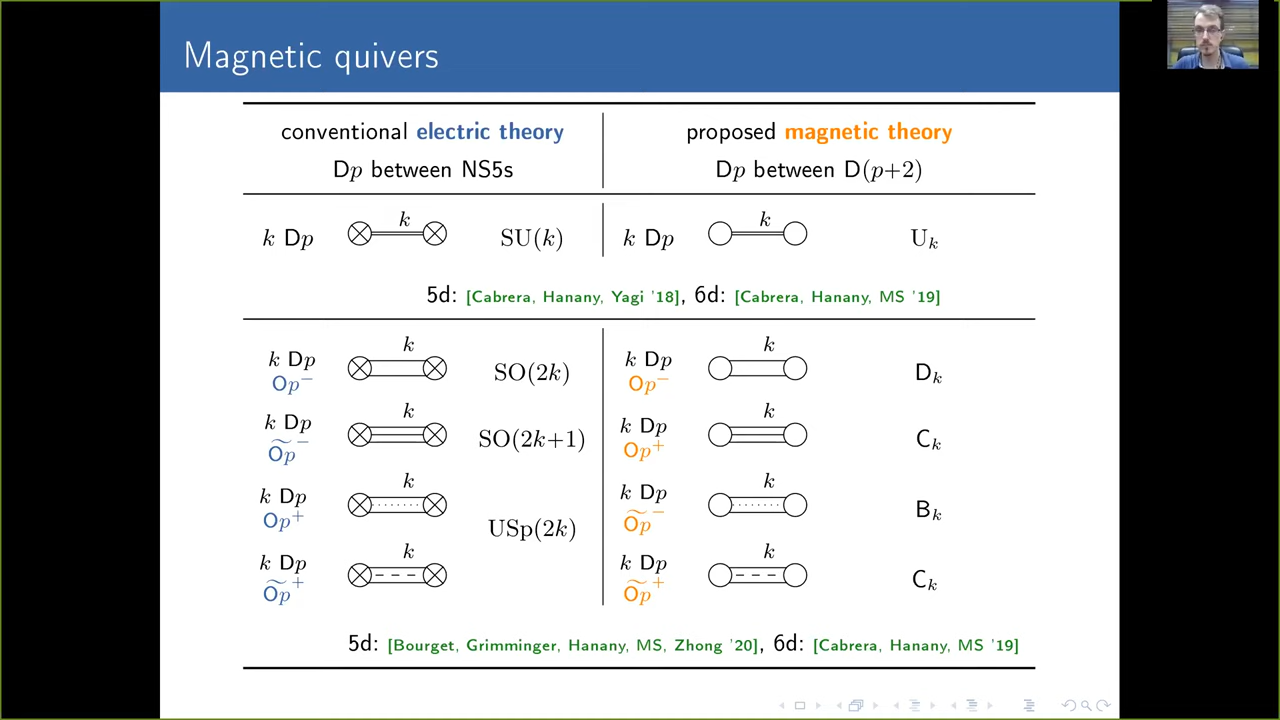 Magnetic quivers
conventional electric theory
Dp between NS5s
proposed magnetic theory
Dp between D(p+2)
k Dp k SU(k)
k Dp k U_k
5d: [Cabrera, Hanany, Yagi '18], 6d: [Cabrera, Hanany, MS '19]
k Dp k SO(2k)
Op⁻
k Dp k D_k
Op⁻
k Dp k SO(2k+1)
Õp⁻
k Dp k C_k
Op⁺
k Dp k USp(2k)
Op⁺
k Dp k B_k
Õp⁻
k Dp k
Õp⁺
k Dp k C_k
Õp⁺
5d: [Bourget, Grimminger, Hanany, MS, Zhong '20], 6d: [Cabrera, Hanany, MS '19]